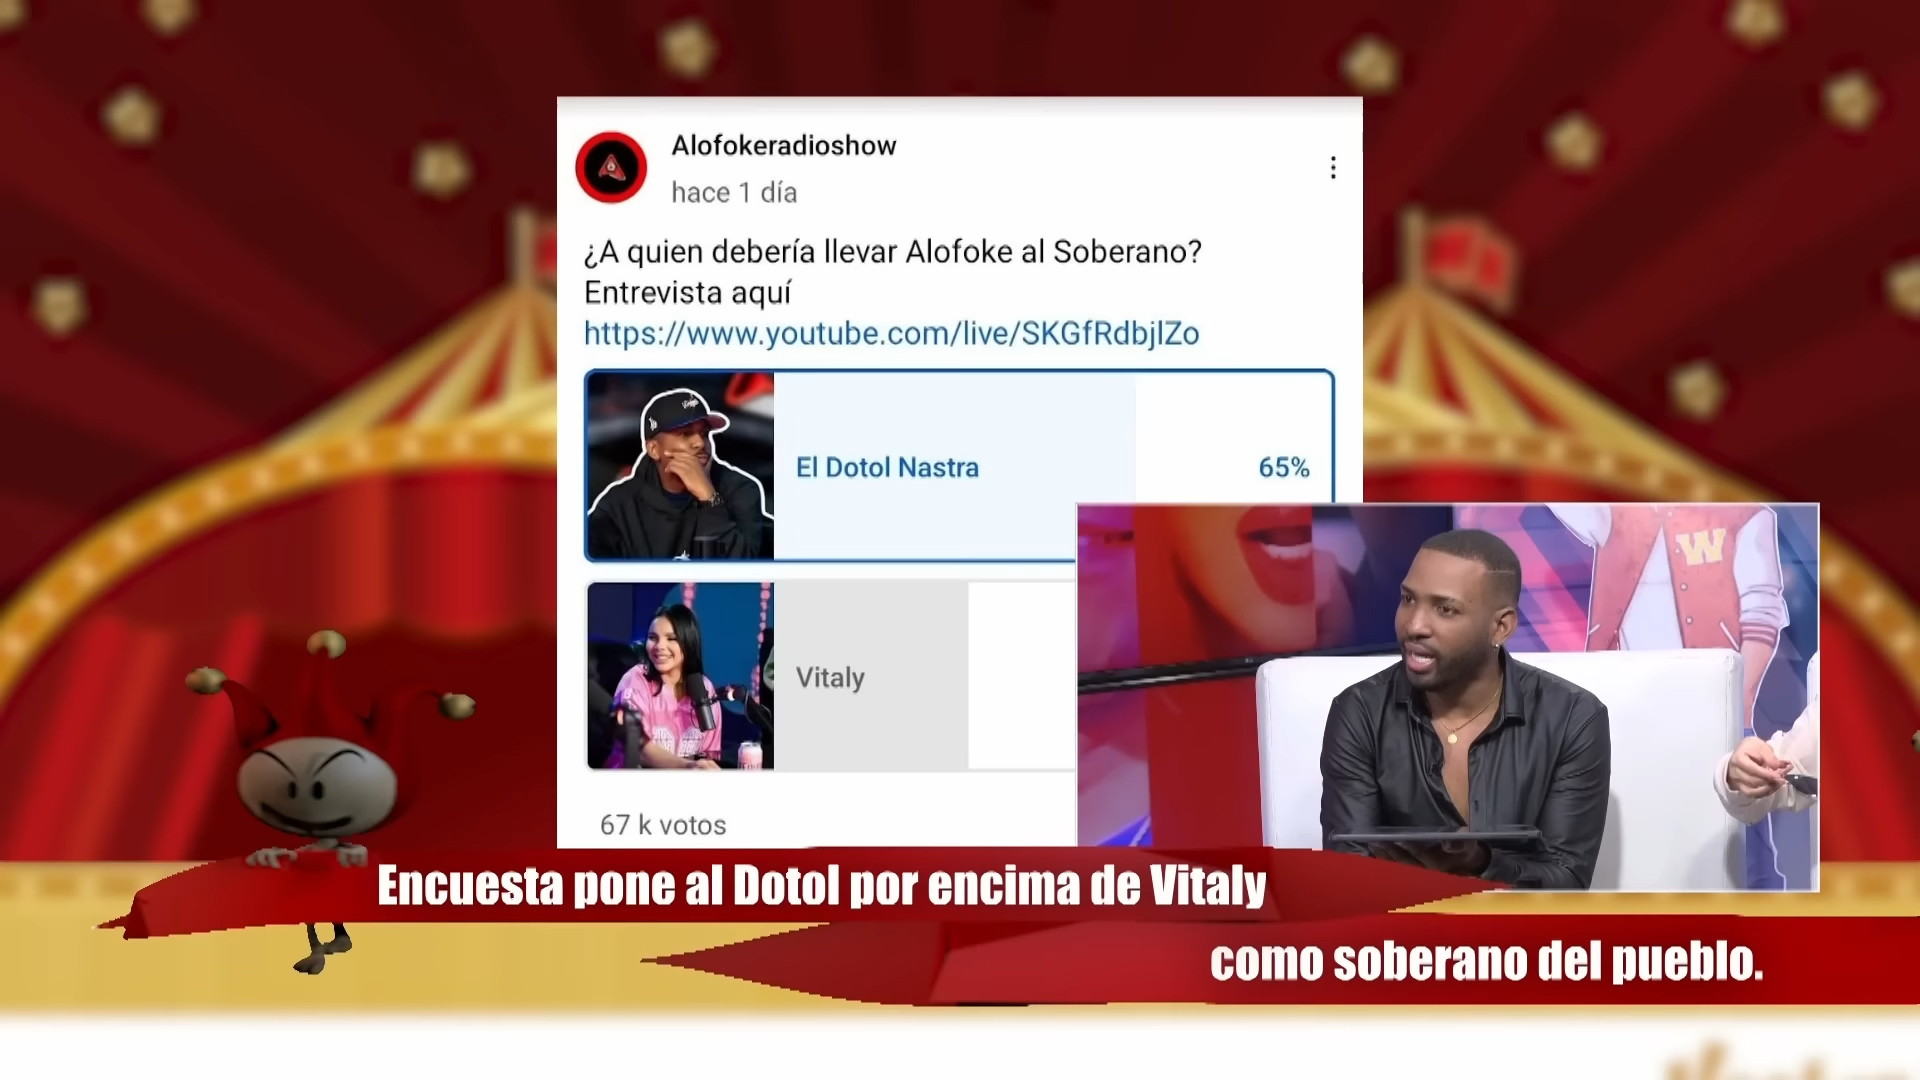 Alofokeradioshow
hace 1 día
¿A quien debería llevar Alofoke al Soberano?
Entrevista aquí
https://www.youtube.com/live/SKGfRdbjlZo
El Dotol Nastra
65%
Vitaly
67 k votos
W
Encuesta pone al Dotol por encima de Vitaly
como soberano del pueblo.